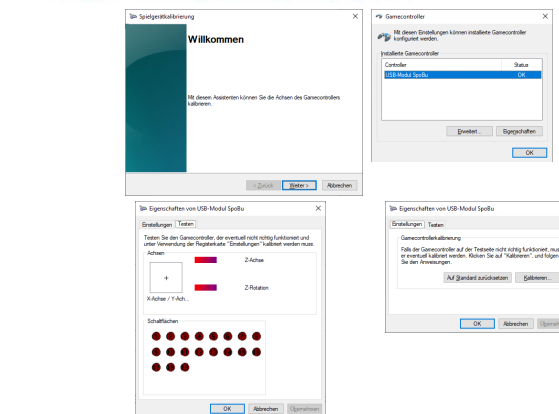 Spielgerätkalibrierung
Willkommen
Mit diesem Assistenten können Sie die Achsen des Gamecontrollers
kalibrieren.
< Zurück
Weiter >
Abbrechen
Gamecontroller
Mit diesen Einstellungen können installierte Gamecontroller
konfiguriert werden.
Installierte Gamecontroller
Controller
Status
USB-Modul SpoBu
OK
Erweitert...
Eigenschaften
OK
Eigenschaften von USB-Modul SpoBu
Einstellungen
Testen
Testen Sie den Gamecontroller, der eventuell nicht richtig funktioniert und
unter Verwendung der Registerkarte "Einstellungen" kalibriert werden muss.
Achsen
Z-Achse
Z-Rotation
X-Achse / Y-Ach...
Schaltflächen
OK
Abbrechen
Übernehmen
Eigenschaften von USB-Modul SpoBu
Einstellungen
Testen
Gamecontrollerkalibrierung
Falls der Gamecontroller auf der Testseite nicht richtig funktioniert, mus
er eventuell kalibriert werden. Klicken Sie auf "Kalibrieren", und folgen
Sie den Anweisungen.
Auf Standard zurücksetzen
Kalibrieren...
OK
Abbrechen
Überneh